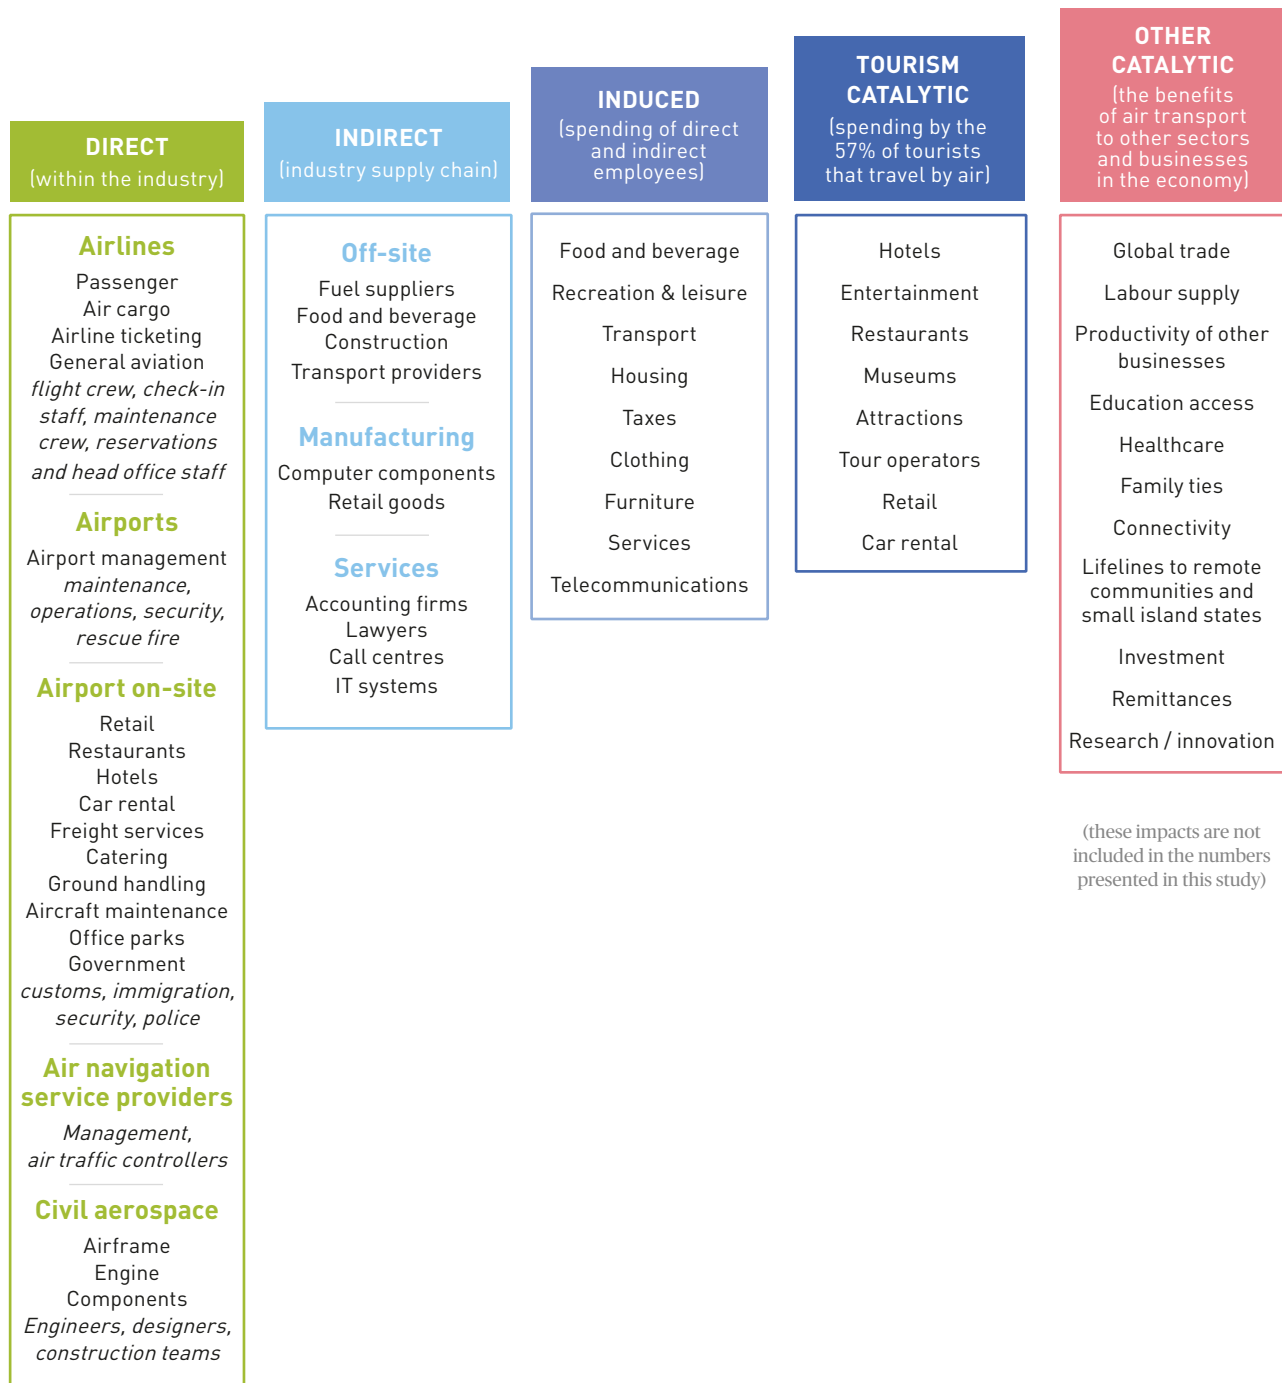 DIRECT
(within the industry)
Airlines
Passenger
Air cargo
Airline ticketing
General aviation
flight crew, check-in
staff, maintenance
crew, reservations
and head office staff
Airports
Airport management
maintenance,
operations, security,
rescue fire
Airport on-site
Retail
Restaurants
Hotels
Car rental
Freight services
Catering
Ground handling
Aircraft maintenance
Office parks
Government
customs, immigration,
security, police
Air navigation
service providers
Management,
air traffic controllers
Civil aerospace
Airframe
Engine
Components
Engineers, designers,
construction teams
INDIRECT
(industry supply chain)
Off-site
Fuel suppliers
Food and beverage
Construction
Transport providers
Manufacturing
Computer components
Retail goods
Services
Accounting firms
Lawyers
Call centres
IT systems
INDUCED
(spending of direct
and indirect
employees)
Food and beverage
Recreation & leisure
Transport
Housing
Taxes
Clothing
Furniture
Services
Telecommunications
TOURISM
CATALYTIC
(spending by the
57% of tourists
that travel by air)
Hotels
Entertainment
Restaurants
Museums
Attractions
Tour operators
Retail
Car rental
OTHER
CATALYTIC
(the benefits
of air transport
to other sectors
and businesses
in the economy)
Global trade
Labour supply
Productivity of other
businesses
Education access
Healthcare
Family ties
Connectivity
Lifelines to remote
communities and
small island states
Investment
Remittances
Research / innovation
(these impacts are not
included in the numbers
presented in this study)